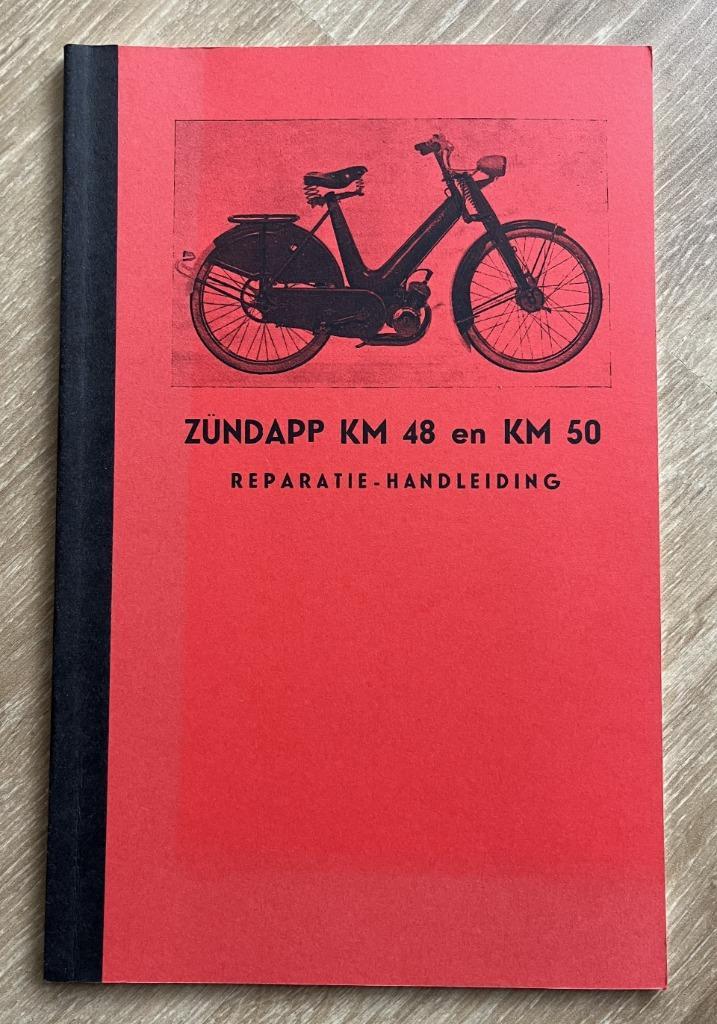 ZÜNDAPP KM 48 en KM 50
REPARATIE-HANDLEIDING